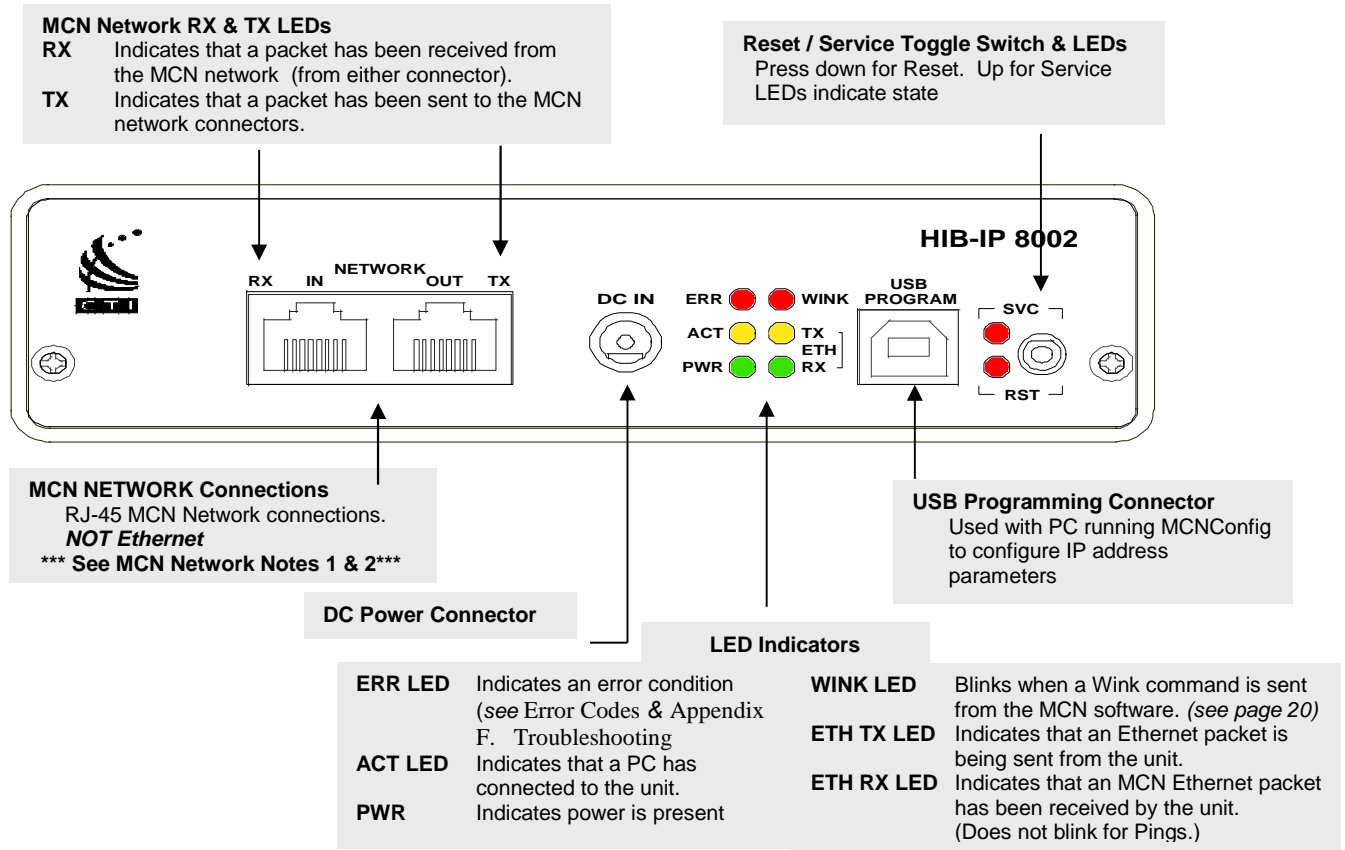 MCN Network RX & TX LEDs
RX Indicates that a packet has been received from
the MCN network (from either connector).
TX Indicates that a packet has been sent to the MCN
network connectors.
Reset / Service Toggle Switch & LEDs
Press down for Reset. Up for Service
LEDs indicate state
HIB-IP 8002
RX IN NETWORK OUT TX
DC IN
ERR WINK
ACT TX
ETH
PWR RX
USB
PROGRAM
SVC
RST
MCN NETWORK Connections
RJ-45 MCN Network connections.
NOT Ethernet
*** See MCN Network Notes 1 & 2***
USB Programming Connector
Used with PC running MCNConfig
to configure IP address
parameters
DC Power Connector
LED Indicators
ERR LED Indicates an error condition
(see Error Codes & Appendix
F. Troubleshooting
ACT LED Indicates that a PC has
connected to the unit.
PWR Indicates power is present
WINK LED Blinks when a Wink command is sent
from the MCN software. (see page 20)
ETH TX LED Indicates that an Ethernet packet is
being sent from the unit.
ETH RX LED Indicates that an MCN Ethernet packet
has been received by the unit.
(Does not blink for Pings.)